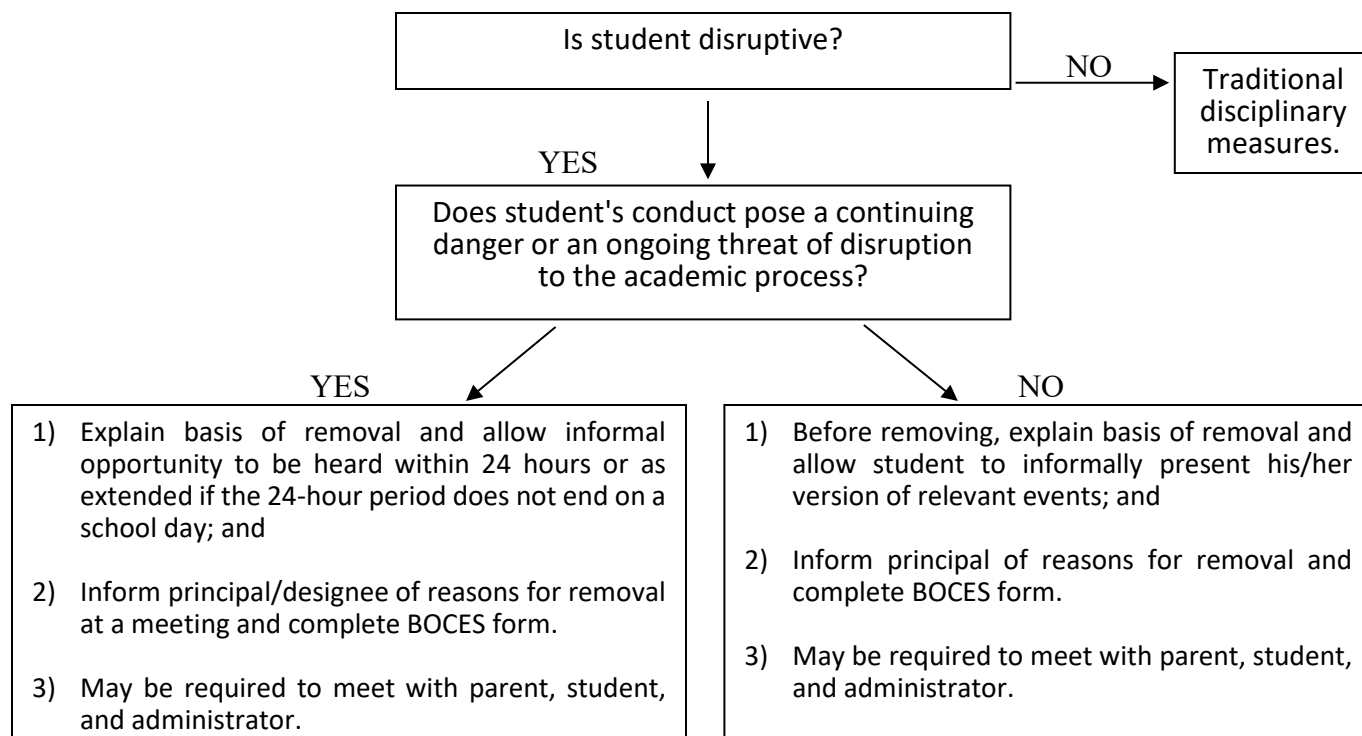 Is student disruptive?
NO
Traditional
disciplinary
measures.
YES
Does student's conduct pose a continuing
danger or an ongoing threat of disruption
to the academic process?
YES
1) Explain basis of removal and allow informal
opportunity to be heard within 24 hours or as
extended if the 24-hour period does not end on a
school day; and
2) Inform principal/designee of reasons for removal
at a meeting and complete BOCES form.
3) May be required to meet with parent, student,
and administrator.
NO
1) Before removing, explain basis of removal and
allow student to informally present his/her
version of relevant events; and
2) Inform principal of reasons for removal and
complete BOCES form.
3) May be required to meet with parent, student,
and administrator.